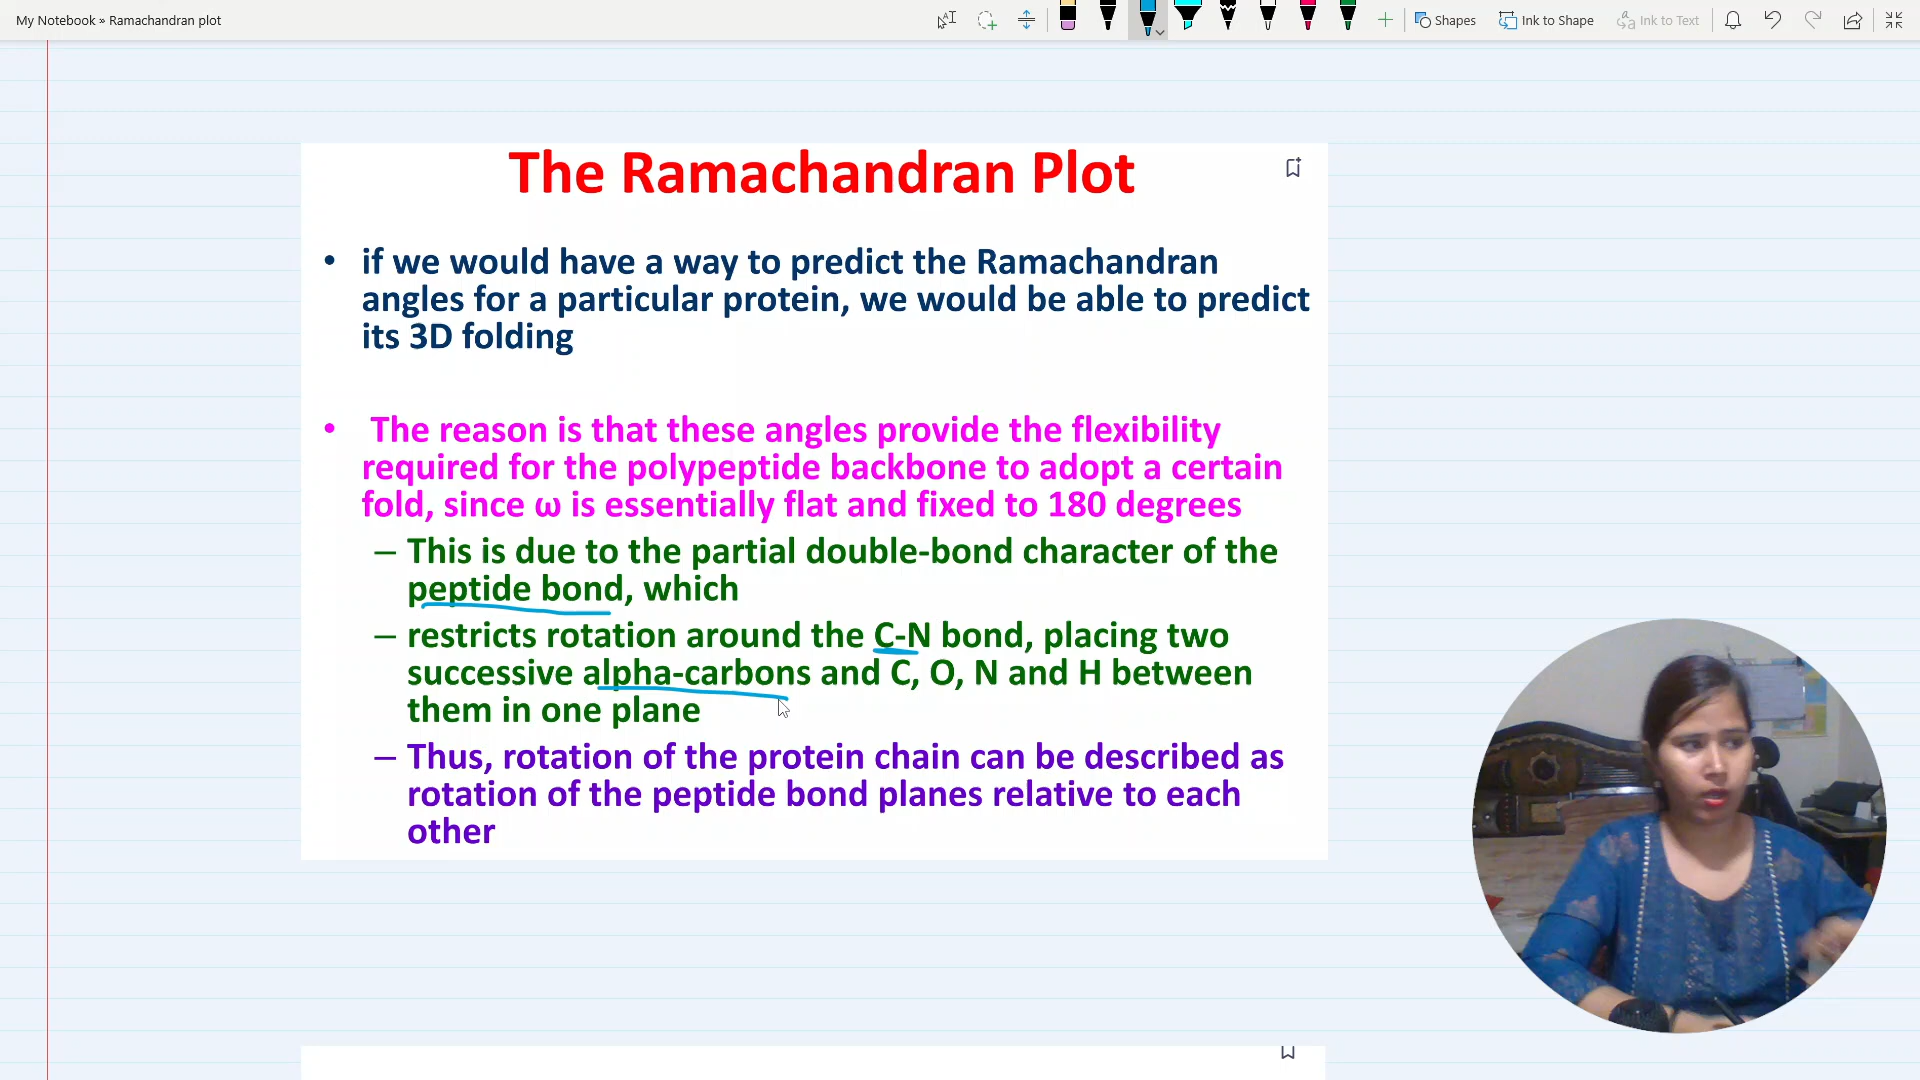 My Notebook » Ramachandran plot
Shapes
Ink to Shape
Ink to Text
The Ramachandran Plot
• if we would have a way to predict the Ramachandran
angles for a particular protein, we would be able to predict
its 3D folding
• The reason is that these angles provide the flexibility
required for the polypeptide backbone to adopt a certain
fold, since ω is essentially flat and fixed to 180 degrees
– This is due to the partial double-bond character of the
peptide bond, which
– restricts rotation around the C-N bond, placing two
successive alpha-carbons and C, O, N and H between
them in one plane
– Thus, rotation of the protein chain can be described as
rotation of the peptide bond planes relative to each
other